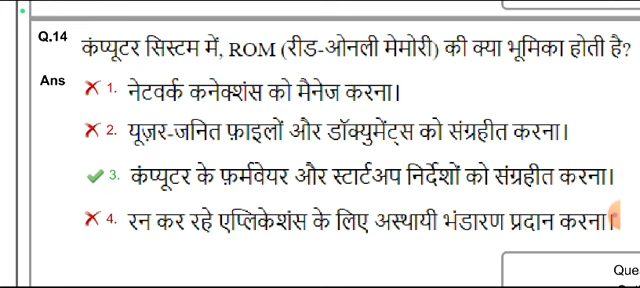 Q.14 कंप्यूटर सिस्टम में, ROM (रीड-ओनली मेमोरी) की क्या भूमिका होती है?
Ans 1. नेटवर्क कनेक्शंस को मैनेज करना।
2. यूज़र-जनित फ़ाइलों और डॉक्युमेंट्स को संग्रहीत करना।
3. कंप्यूटर के फ़र्मवेयर और स्टार्टअप निर्देशों को संग्रहीत करना।
4. रन कर रहे एप्लिकेशंस के लिए अस्थायी भंडारण प्रदान करना।
Que